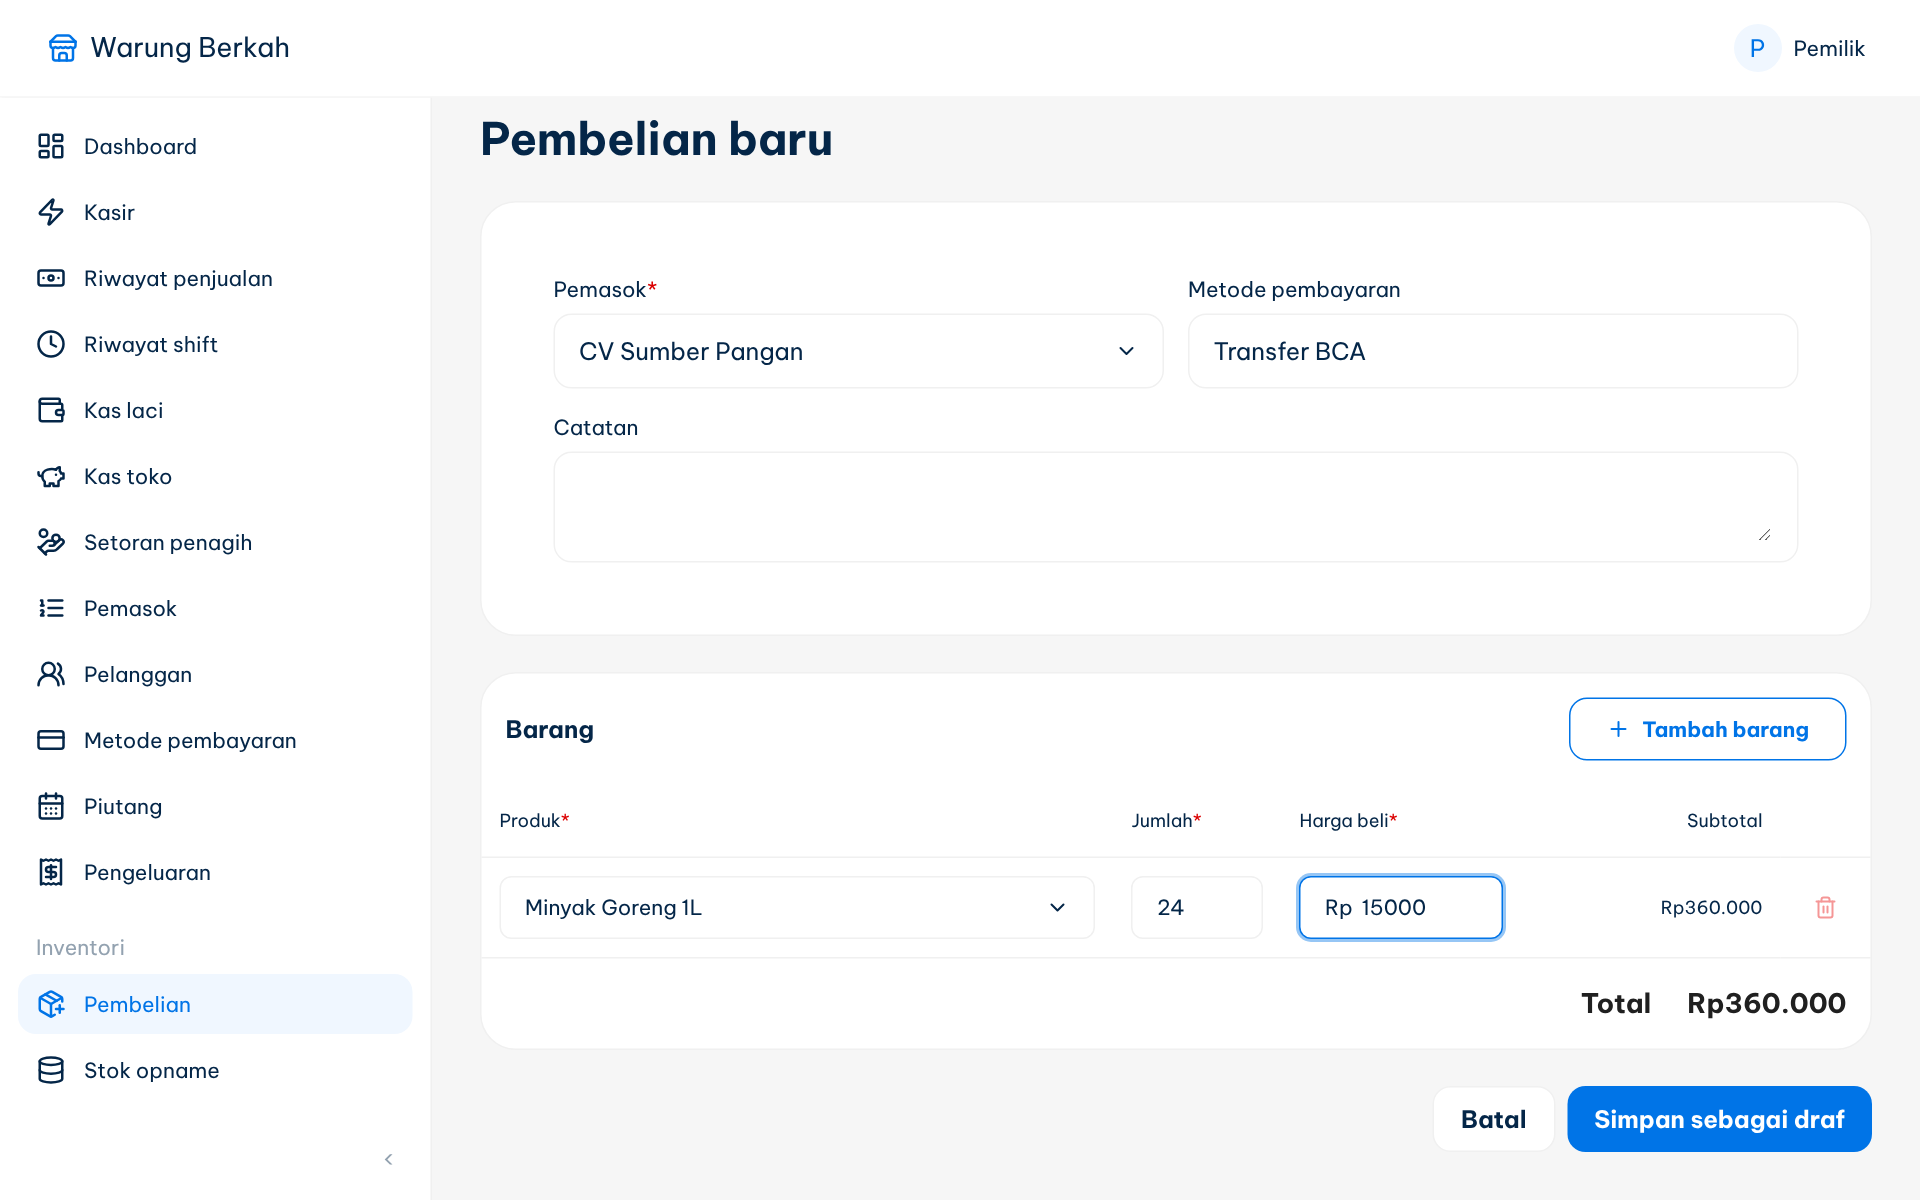 Warung Berkah
P Pemilik
Dashboard
Kasir
Riwayat penjualan
Riwayat shift
Kas laci
Kas toko
Setoran penagih
Pemasok
Pelanggan
Metode pembayaran
Piutang
Pengeluaran
Inventori
Pembelian
Stok opname
Pembelian baru
Pemasok* Metode pembayaran
CV Sumber Pangan Transfer BCA
Catatan
Barang + Tambah barang
Produk* Jumlah* Harga beli* Subtotal
Minyak Goreng 1L 24 Rp 15000 Rp360.000
Total Rp360.000
Batal Simpan sebagai draf